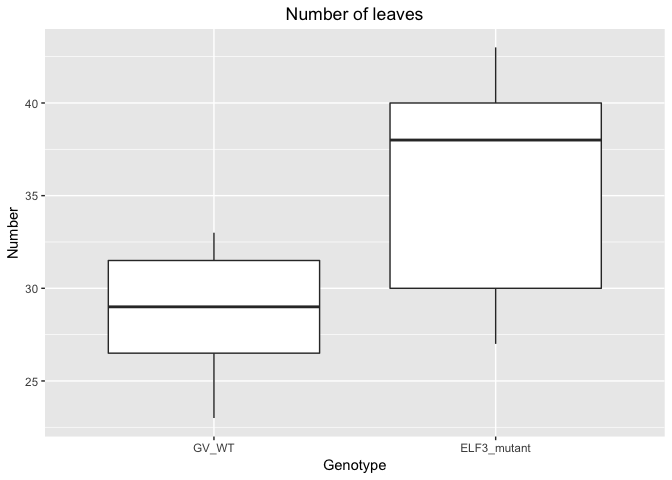 Number of leaves
Number
40
35
30
25
GV_WT
ELF3_mutant
Genotype